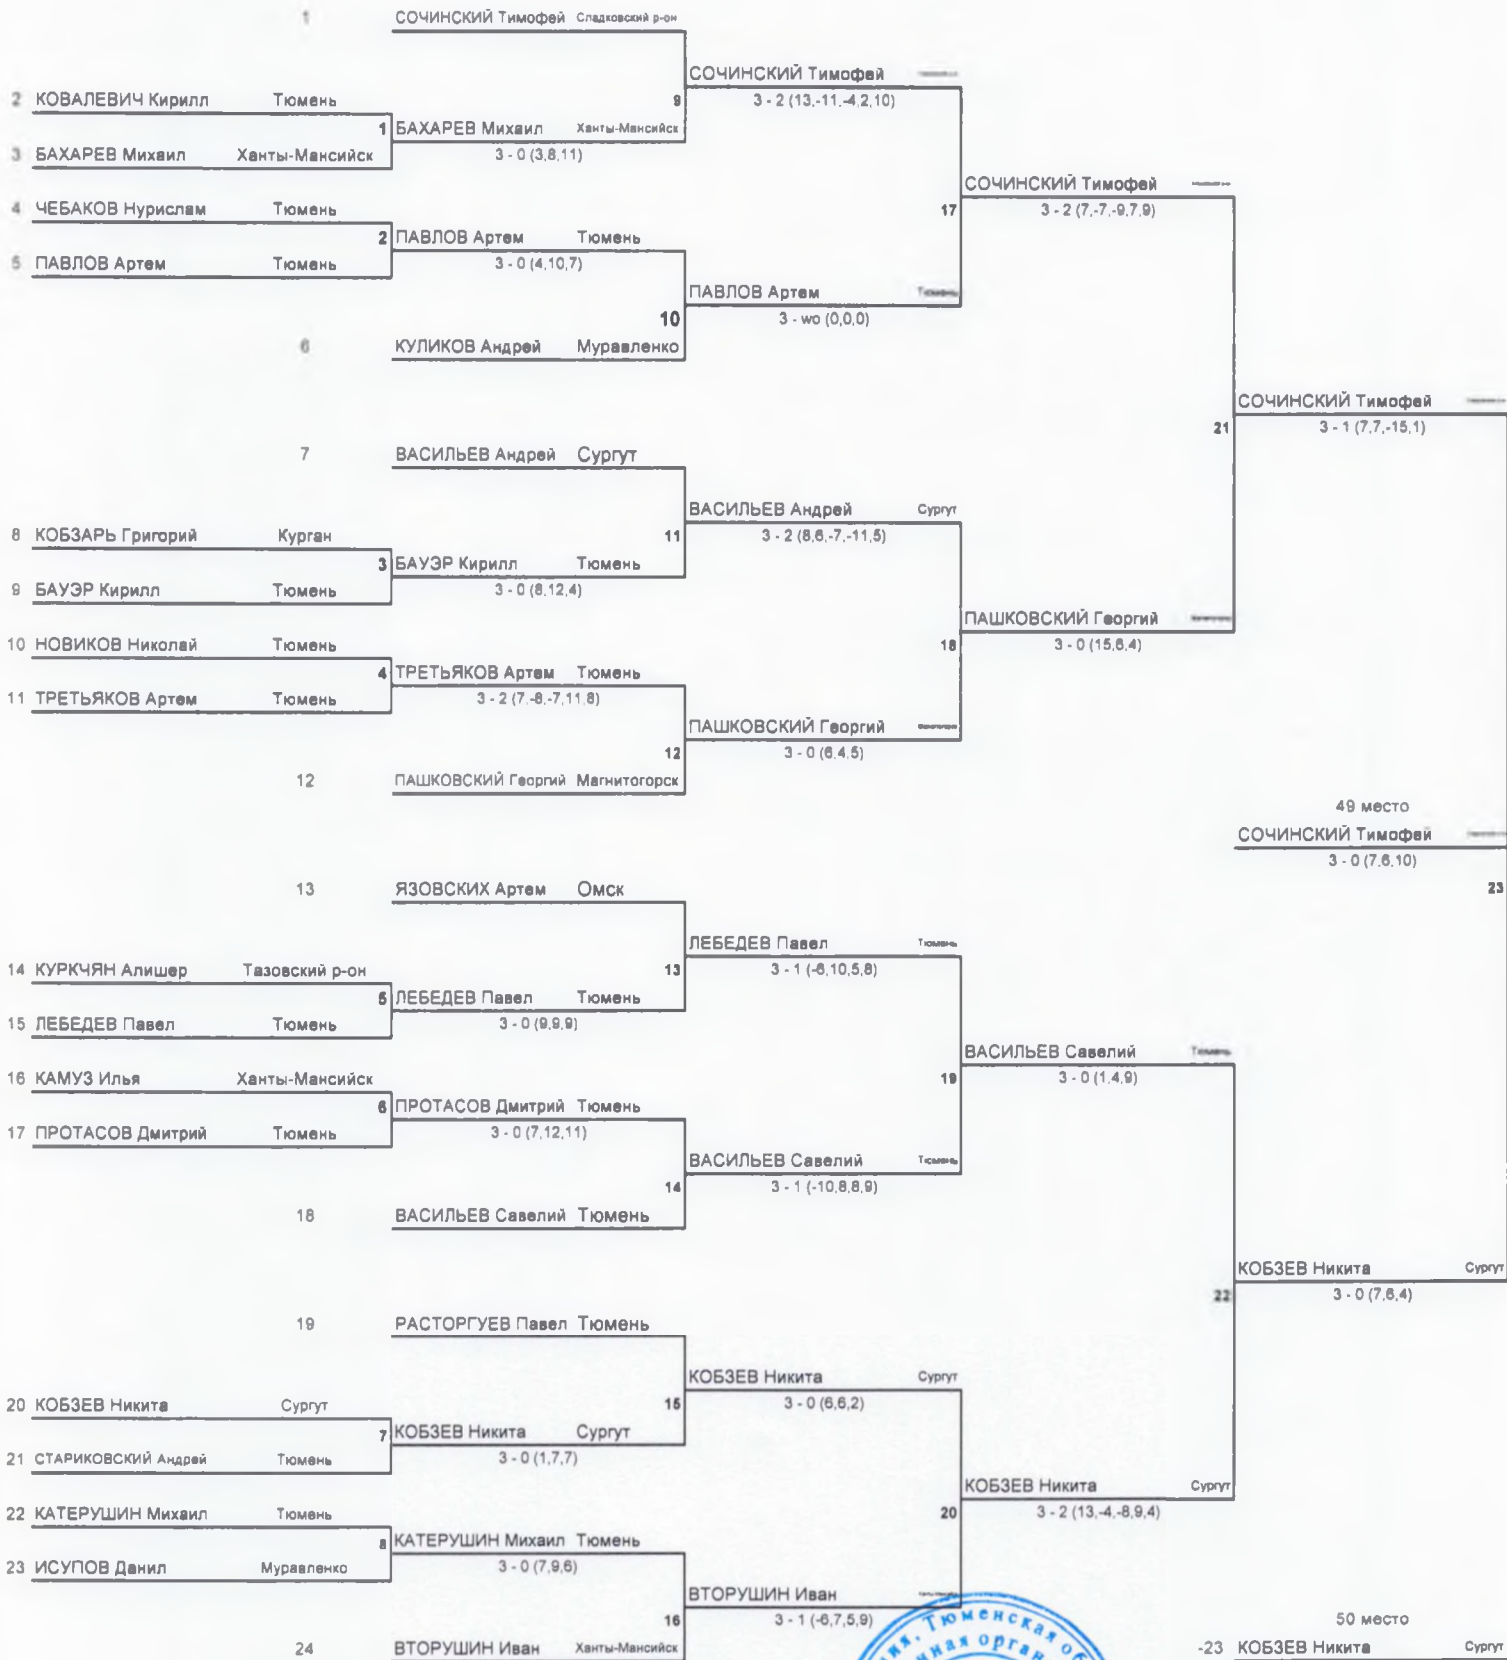 1 СОЧИНСКИЙ Тимофей Сладковский р-он
СОЧИНСКИЙ Тимофей
2 КОВАЛЕВИЧ Кирилл Тюмень
9 3 - 2 (13,-11,-4,2,10)
1 БАХАРЕВ Михаил Ханты-Мансийск
3 БАХАРЕВ Михаил Ханты-Мансийск
3 - 0 (3,8,11)
СОЧИНСКИЙ Тимофей
4 ЧЕБАКОВ Нурислам Тюмень
17 3 - 2 (7,-7,-9,7,9)
2 ПАВЛОВ Артем Тюмень
5 ПАВЛОВ Артем Тюмень
3 - 0 (4,10,7)
ПАВЛОВ Артем Тюмень
10 3 - wo (0,0,0)
6 КУЛИКОВ Андрей Муравленко
СОЧИНСКИЙ Тимофей
21 3 - 1 (7,7,-15,1)
7 ВАСИЛЬЕВ Андрей Сургут
ВАСИЛЬЕВ Андрей Сургут
8 КОБЗАРЬ Григорий Курган
11 3 - 2 (8,6,-7,-11,5)
3 БАУЭР Кирилл Тюмень
9 БАУЭР Кирилл Тюмень
3 - 0 (8,12,4)
ПАШКОВСКИЙ Георгий
10 НОВИКОВ Николай Тюмень
18 3 - 0 (15,6,4)
4 ТРЕТЬЯКОВ Артем Тюмень
11 ТРЕТЬЯКОВ Артем Тюмень
3 - 2 (7,-8,-7,11,8)
ПАШКОВСКИЙ Георгий
12 3 - 0 (6,4,5)
12 ПАШКОВСКИЙ Георгий Магнитогорск
49 место
СОЧИНСКИЙ Тимофей
3 - 0 (7,6,10)
23
13 ЯЗОВСКИХ Артем Омск
ЛЕБЕДЕВ Павел Тюмень
14 КУРКЧЯН Алишер Тазовский р-он
13 3 - 1 (-6,10,5,8)
5 ЛЕБЕДЕВ Павел Тюмень
15 ЛЕБЕДЕВ Павел Тюмень
3 - 0 (9,9,9)
ВАСИЛЬЕВ Савелий Тюмень
16 КАМУЗ Илья Ханты-Мансийск
19 3 - 0 (1,4,9)
6 ПРОТАСОВ Дмитрий Тюмень
17 ПРОТАСОВ Дмитрий Тюмень
3 - 0 (7,12,11)
ВАСИЛЬЕВ Савелий Тюмень
14 3 - 1 (-10,8,8,9)
18 ВАСИЛЬЕВ Савелий Тюмень
КОБЗЕВ Никита Сургут
22 3 - 0 (7,6,4)
19 РАСТОРГУЕВ Павел Тюмень
КОБЗЕВ Никита Сургут
20 КОБЗЕВ Никита Сургут
15 3 - 0 (6,6,2)
7 КОБЗЕВ Никита Сургут
21 СТАРИКОВСКИЙ Андрей Тюмень
3 - 0 (1,7,7)
КОБЗЕВ Никита Сургут
22 КАТЕРУШИН Михаил Тюмень
20 3 - 2 (13,-4,-8,9,4)
8 КАТЕРУШИН Михаил Тюмень
23 ИСУПОВ Данил Муравленко
3 - 0 (7,9,6)
ВТОРУШИН Иван
16 3 - 1 (-6,7,5,9)
Тюменская
50 место
24 ВТОРУШИН Иван Ханты-Мансийск
-23 КОБЗЕВ Никита Сургут